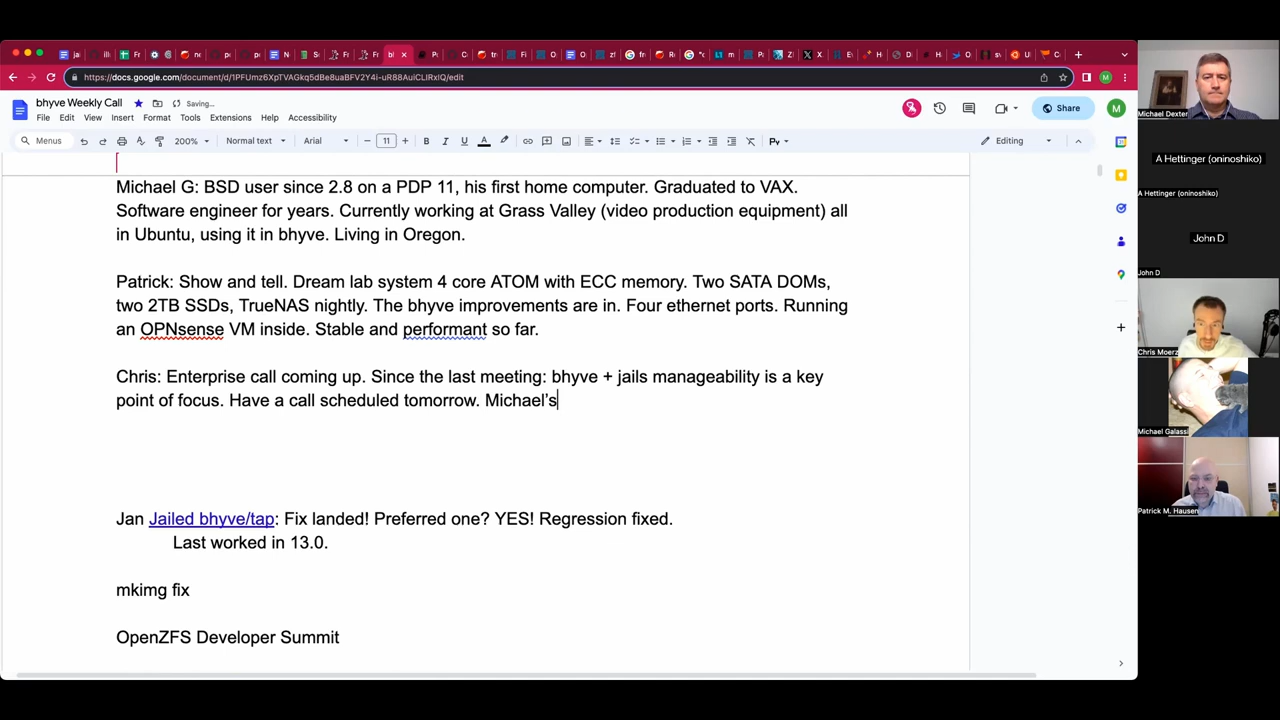 https://docs.google.com/document/d/1PFUmz6XpTVAGkq5dBe8uaBFV2Y4i-uR88AuiCLIRxIQ/edit
bhyve Weekly Call
Saving...
File Edit View Insert Format Tools Extensions Help Accessibility
Share
M
Menus
200%
Normal text
Arial
11
Editing
Michael G: BSD user since 2.8 on a PDP 11, his first home computer. Graduated to VAX.
Software engineer for years. Currently working at Grass Valley (video production equipment) all
in Ubuntu, using it in bhyve. Living in Oregon.
Patrick: Show and tell. Dream lab system 4 core ATOM with ECC memory. Two SATA DOMs,
two 2TB SSDs, TrueNAS nightly. The bhyve improvements are in. Four ethernet ports. Running
an OPNsense VM inside. Stable and performant so far.
Chris: Enterprise call coming up. Since the last meeting: bhyve + jails manageability is a key
point of focus. Have a call scheduled tomorrow. Michael's
Jan Jailed bhyve/tap: Fix landed! Preferred one? YES! Regression fixed.
Last worked in 13.0.
mkimg fix
OpenZFS Developer Summit
Michael Dexter
A Hettinger (oninoshiko)
A Hettinger (oninoshiko)
John D
John D
Chris Moerz
Michael Galassi
Patrick M. Hausen